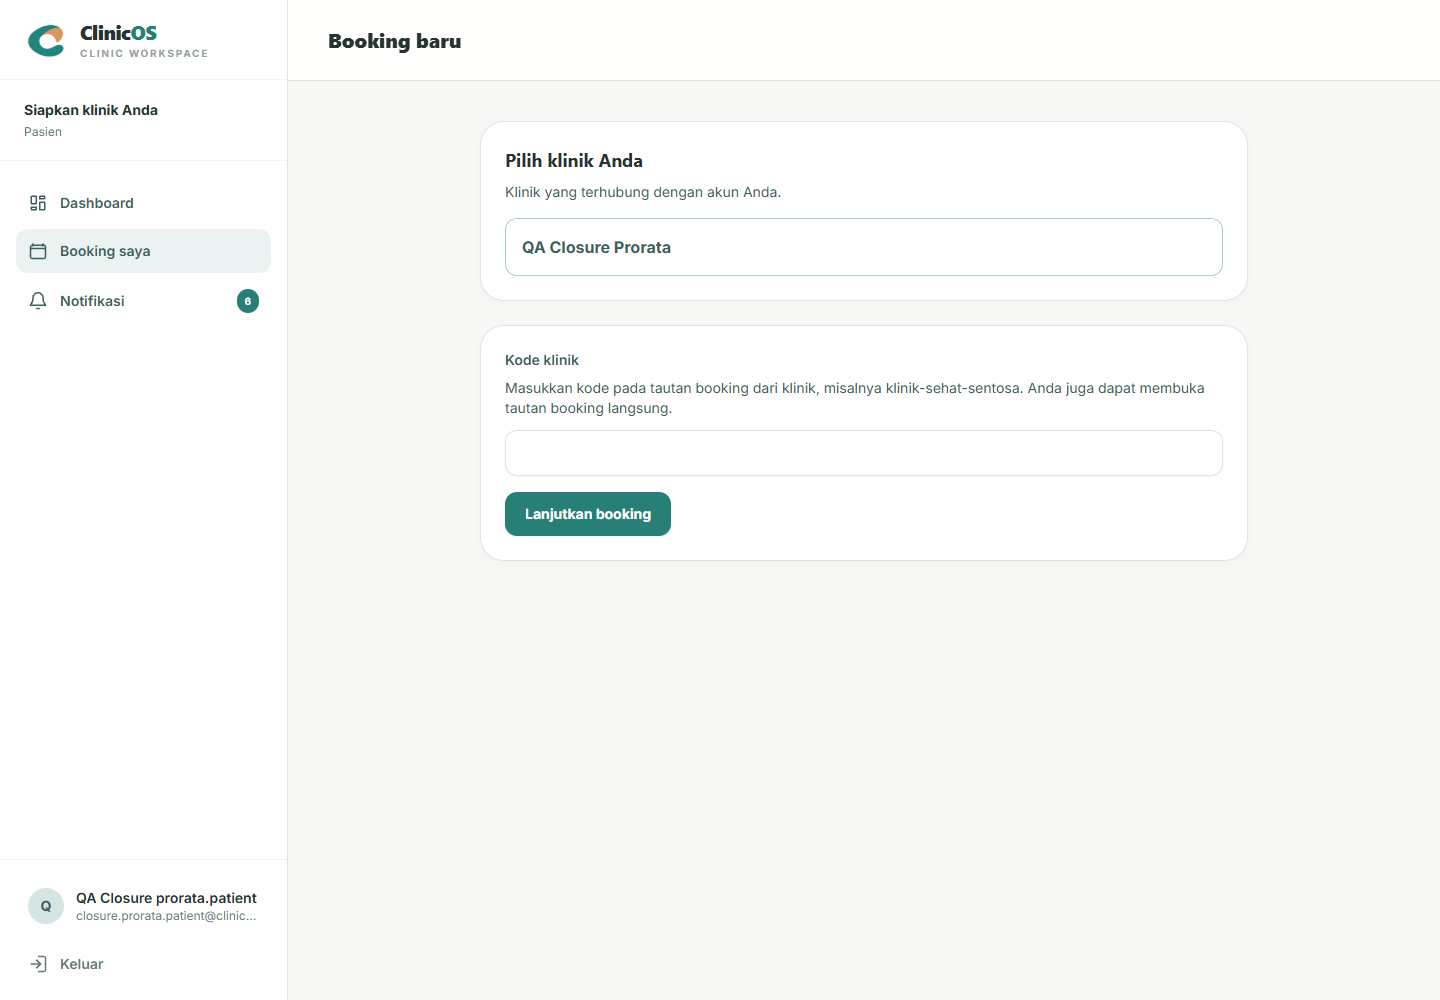 ClinicOS
CLINIC WORKSPACE
Siapkan klinik Anda
Pasien
Dashboard
Booking saya
Notifikasi
6
QA Closure prorata.patient
Q
closure.prorata.patient@clinic...
Keluar
Booking baru
Pilih klinik Anda
Klinik yang terhubung dengan akun Anda.
QA Closure Prorata
Kode klinik
Masukkan kode pada tautan booking dari klinik, misalnya klinik-sehat-sentosa. Anda juga dapat membuka
tautan booking langsung.
Lanjutkan booking